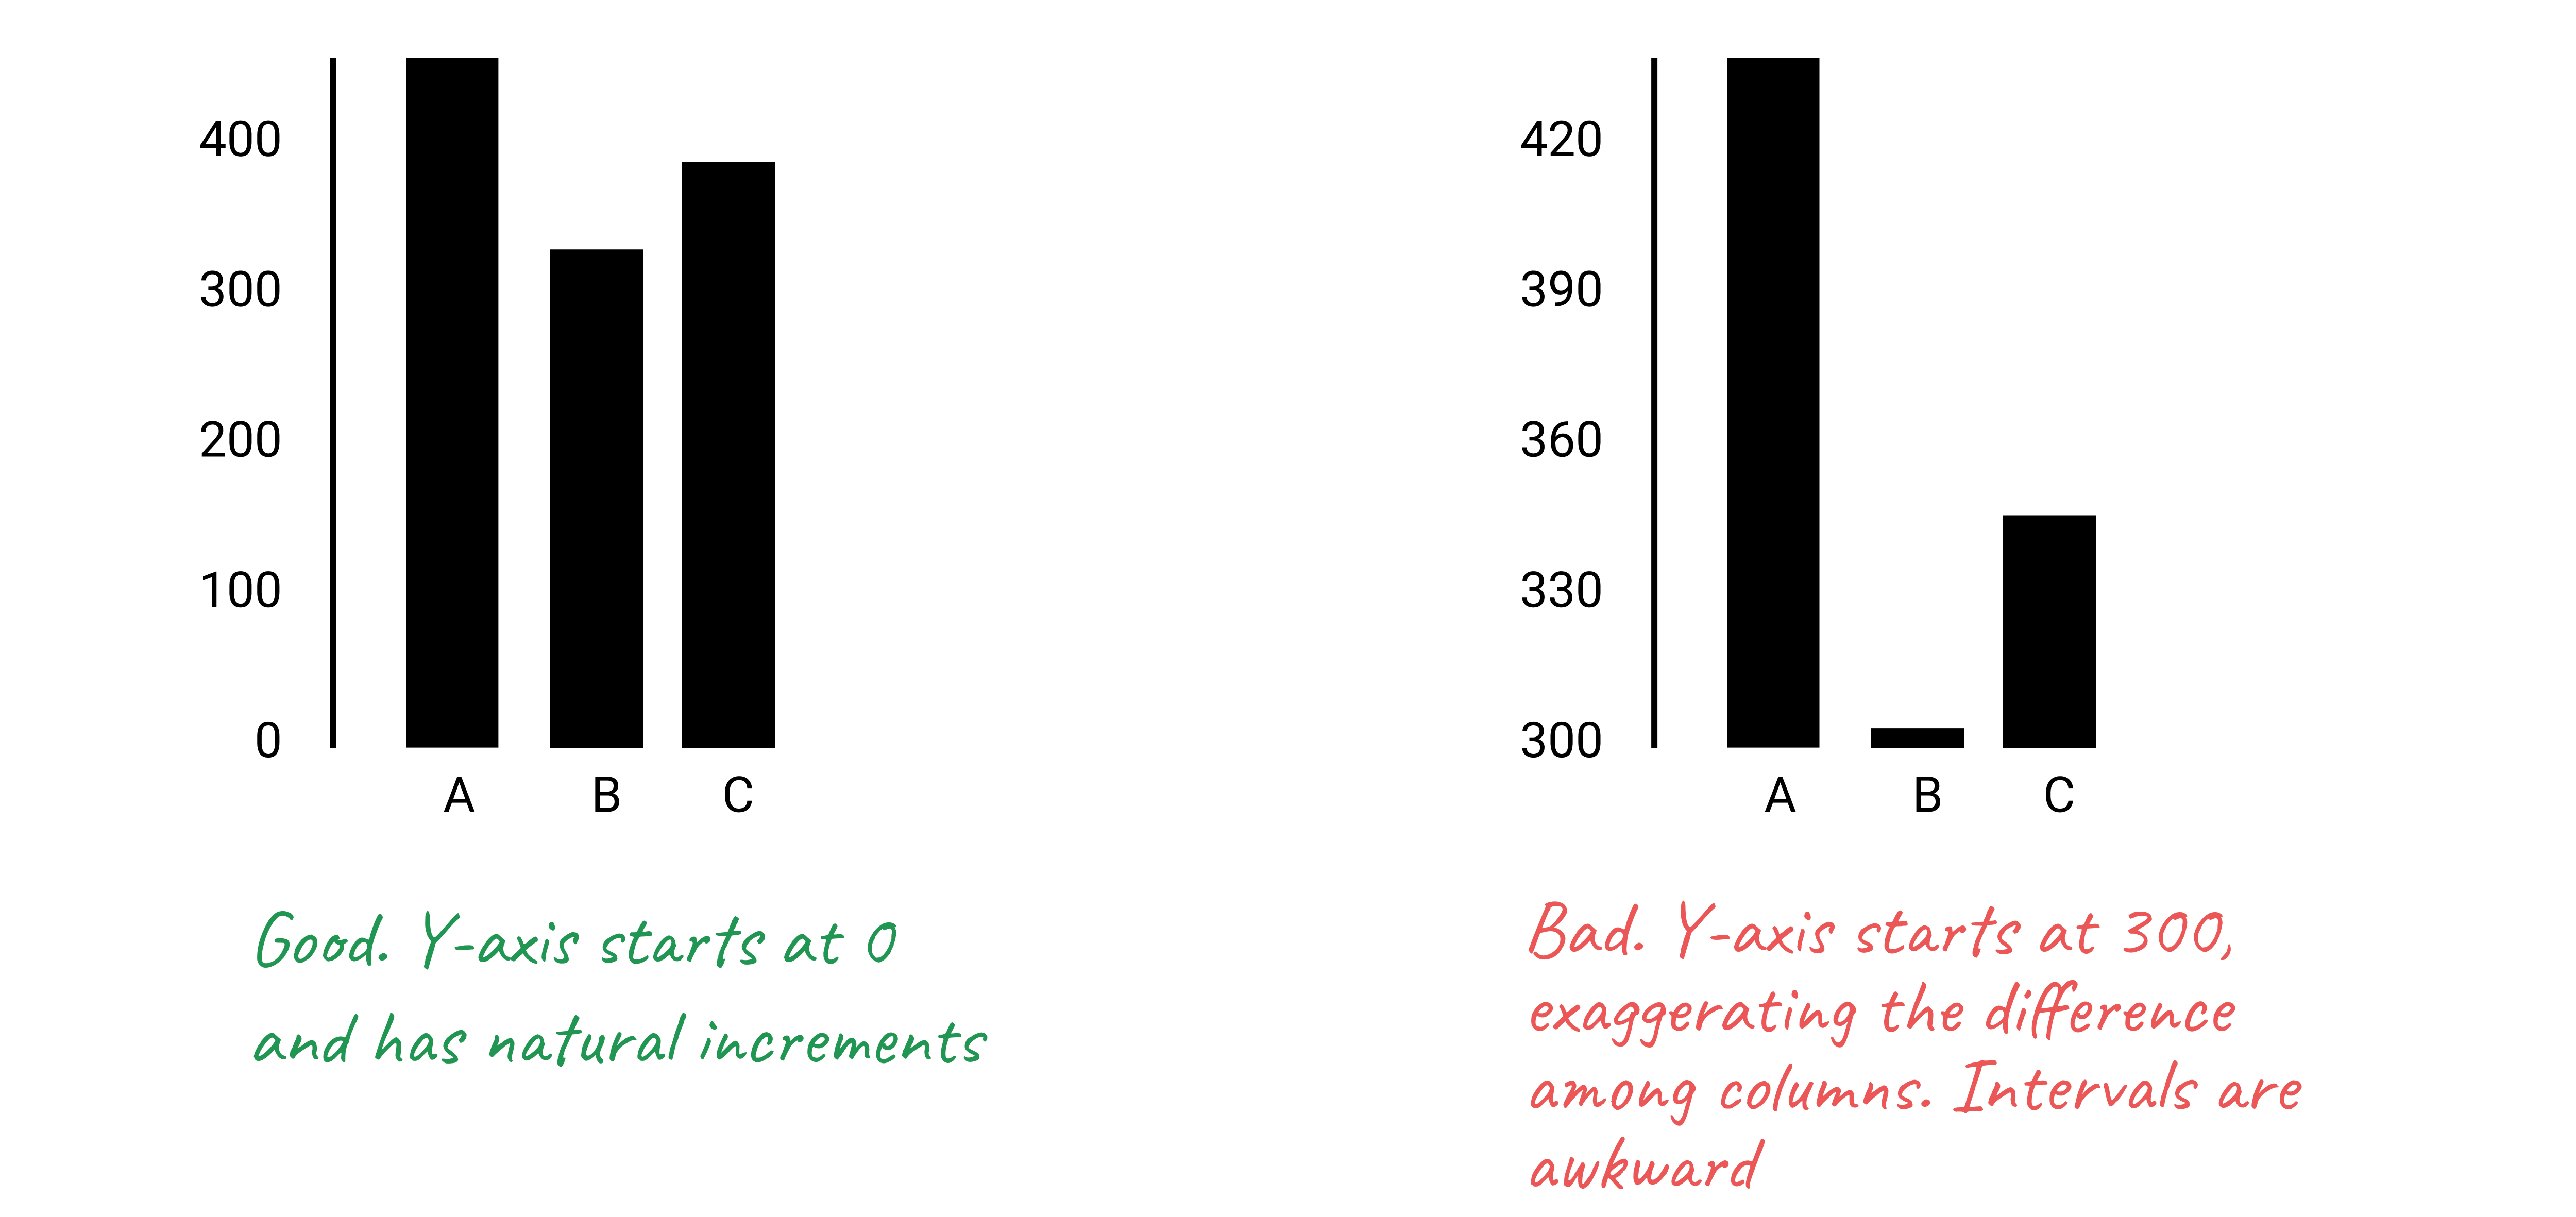 400
300
200
100
0
A B C
Good. Y-axis starts at 0
and has natural increments
420
390
360
330
300
A B C
Bad. Y-axis starts at 300,
exaggerating the difference
among columns. Intervals are
awkward